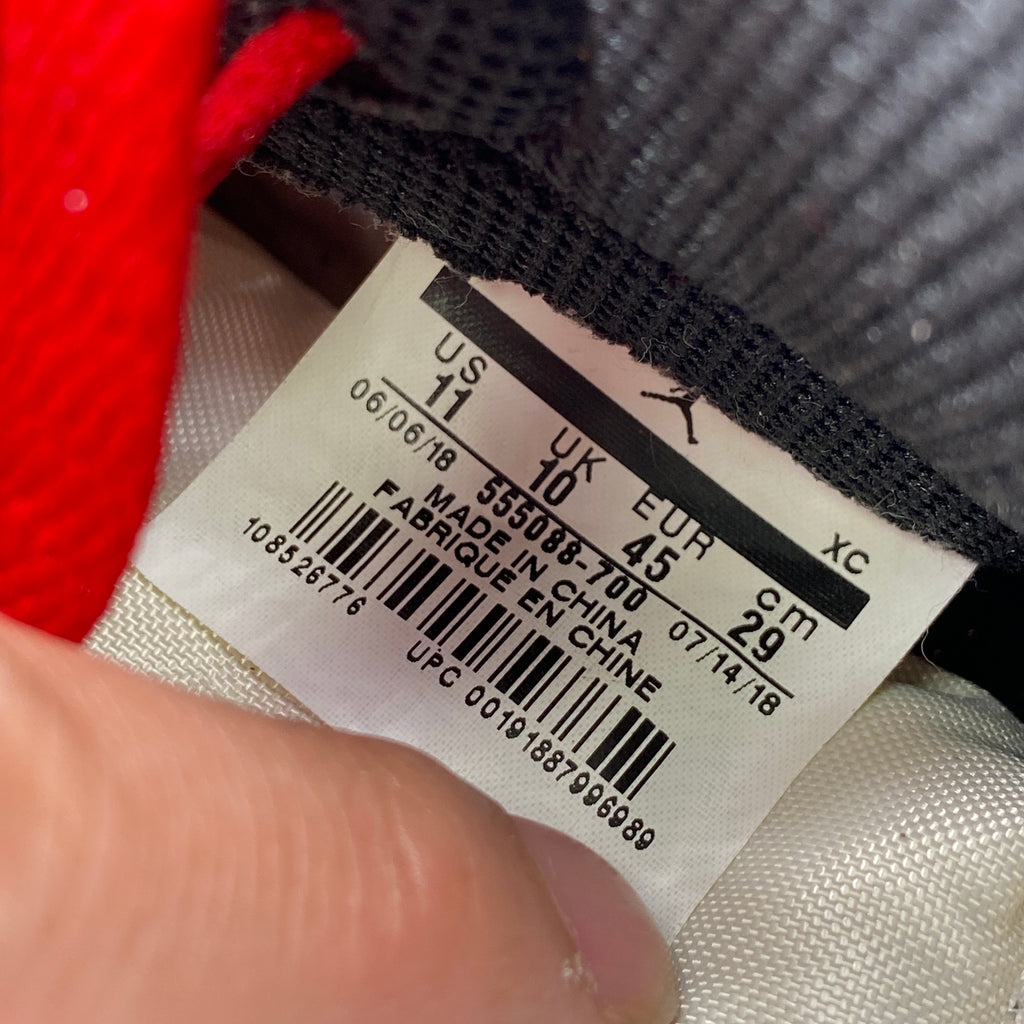 XC
US UK EUR cm
11 10 45 29
06/06/18 555088-700 07/14/18
MADE IN CHINA
FABRIQUE EN CHINE
108526776 UPC 00191887996989